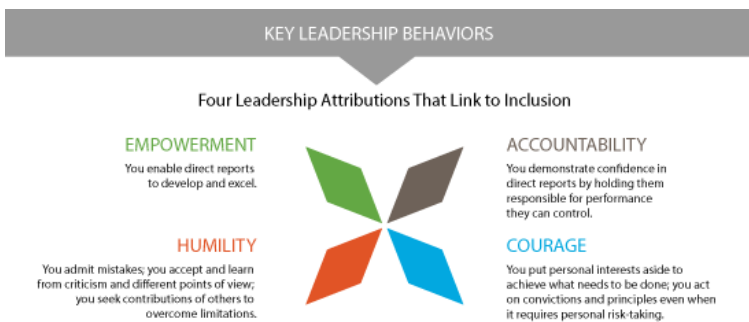 KEY LEADERSHIP BEHAVIORS
Four Leadership Attributions That Link to Inclusion
EMPOWERMENT
You enable direct reports
to develop and excel.
ACCOUNTABILITY
You demonstrate confidence in
direct reports by holding them
responsible for performance
they can control.
HUMILITY
You admit mistakes; you accept and learn
from criticism and different points of view;
you seek contributions of others to
overcome limitations.
COURAGE
You put personal interests aside to
achieve what needs to be done; you act
on convictions and principles even when
it requires personal risk-taking.